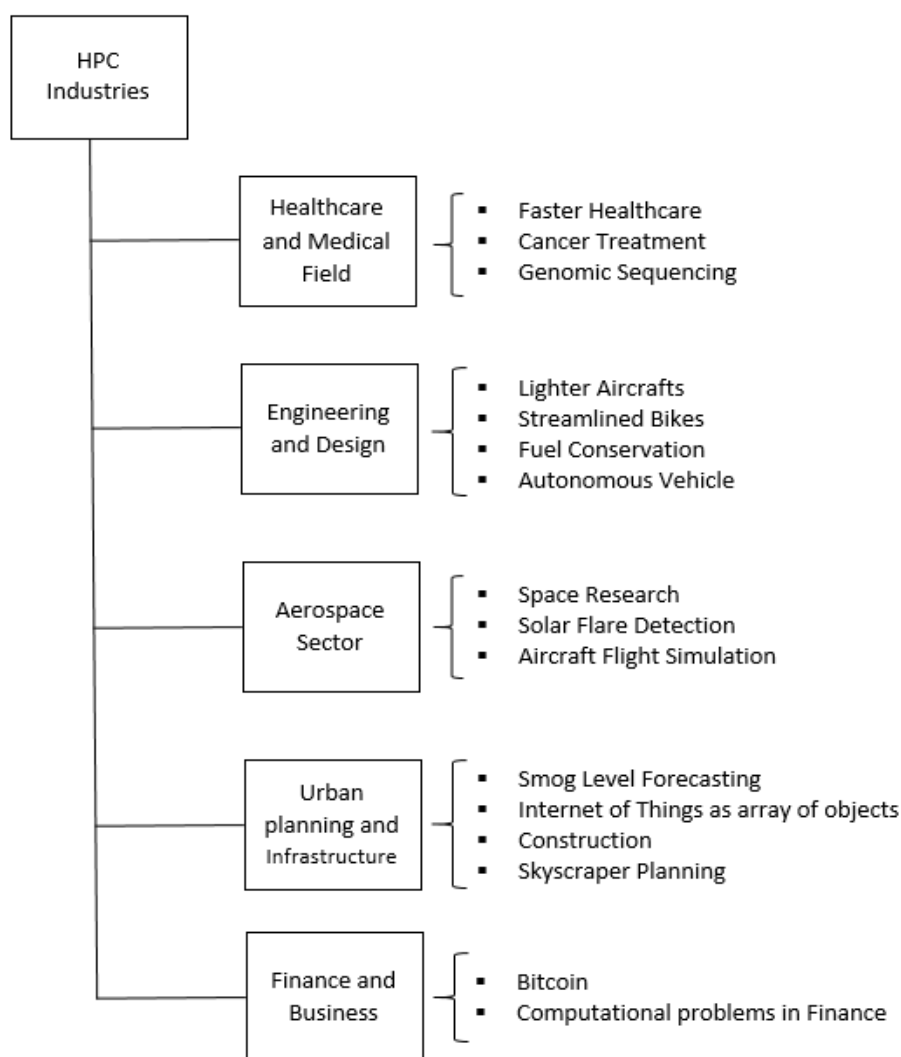 HPC
Industries
Healthcare
and Medical
Field
▪ Faster Healthcare
▪ Cancer Treatment
▪ Genomic Sequencing
Engineering
and Design
▪ Lighter Aircrafts
▪ Streamlined Bikes
▪ Fuel Conservation
▪ Autonomous Vehicle
Aerospace
Sector
▪ Space Research
▪ Solar Flare Detection
▪ Aircraft Flight Simulation
Urban
planning and
Infrastructure
▪ Smog Level Forecasting
▪ Internet of Things as array of objects
▪ Construction
▪ Skyscraper Planning
Finance and
Business
▪ Bitcoin
▪ Computational problems in Finance